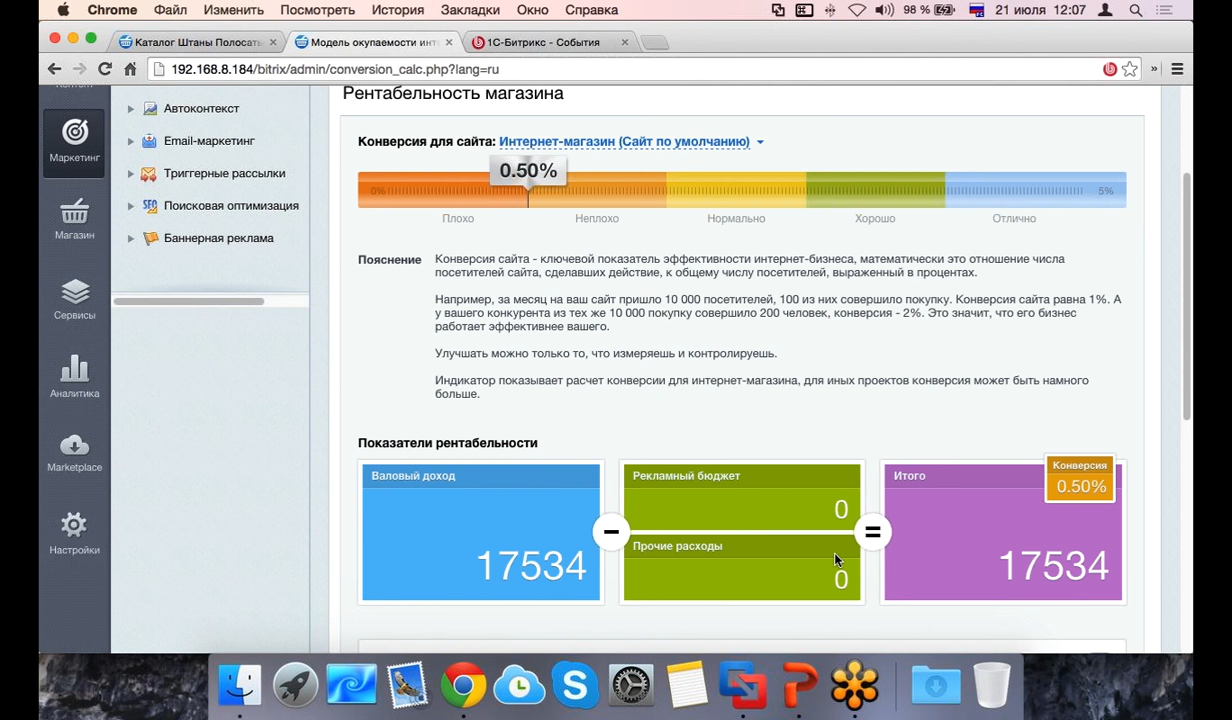 Chrome Файл Изменить Посмотреть История Закладки Окно Справка 98 % 21 июля 12:07
Каталог Штаны Полосать Модель окупаемости инт 1С-Битрикс - События
192.168.8.184/bitrix/admin/conversion_calc.php?lang=ru
Маркетинг
Магазин
Сервисы
Аналитика
Marketplace
Настройки
Автоконтекст
Email-маркетинг
Триггерные рассылки
Поисковая оптимизация
Баннерная реклама
Рентабельность магазина
Конверсия для сайта: Интернет-магазин (Сайт по умолчанию)
0.50%
0% 5%
Плохо Неплохо Нормально Хорошо Отлично
Пояснение
Конверсия сайта - ключевой показатель эффективности интернет-бизнеса, математически это отношение числа
посетителей сайта, сделавших действие, к общему числу посетителей, выраженный в процентах.
Например, за месяц на ваш сайт пришло 10 000 посетителей, 100 из них совершило покупку. Конверсия сайта равна 1%. А
у вашего конкурента из тех же 10 000 покупку совершило 200 человек, конверсия - 2%. Это значит, что его бизнес
работает эффективнее вашего.
Улучшать можно только то, что измеряешь и контролируешь.
Индикатор показывает расчет конверсии для интернет-магазина, для иных проектов конверсия может быть намного
больше.
Показатели рентабельности
Валовый доход
17534
−
Рекламный бюджет
0
Прочие расходы
0
=
Итого
Конверсия
0.50%
17534